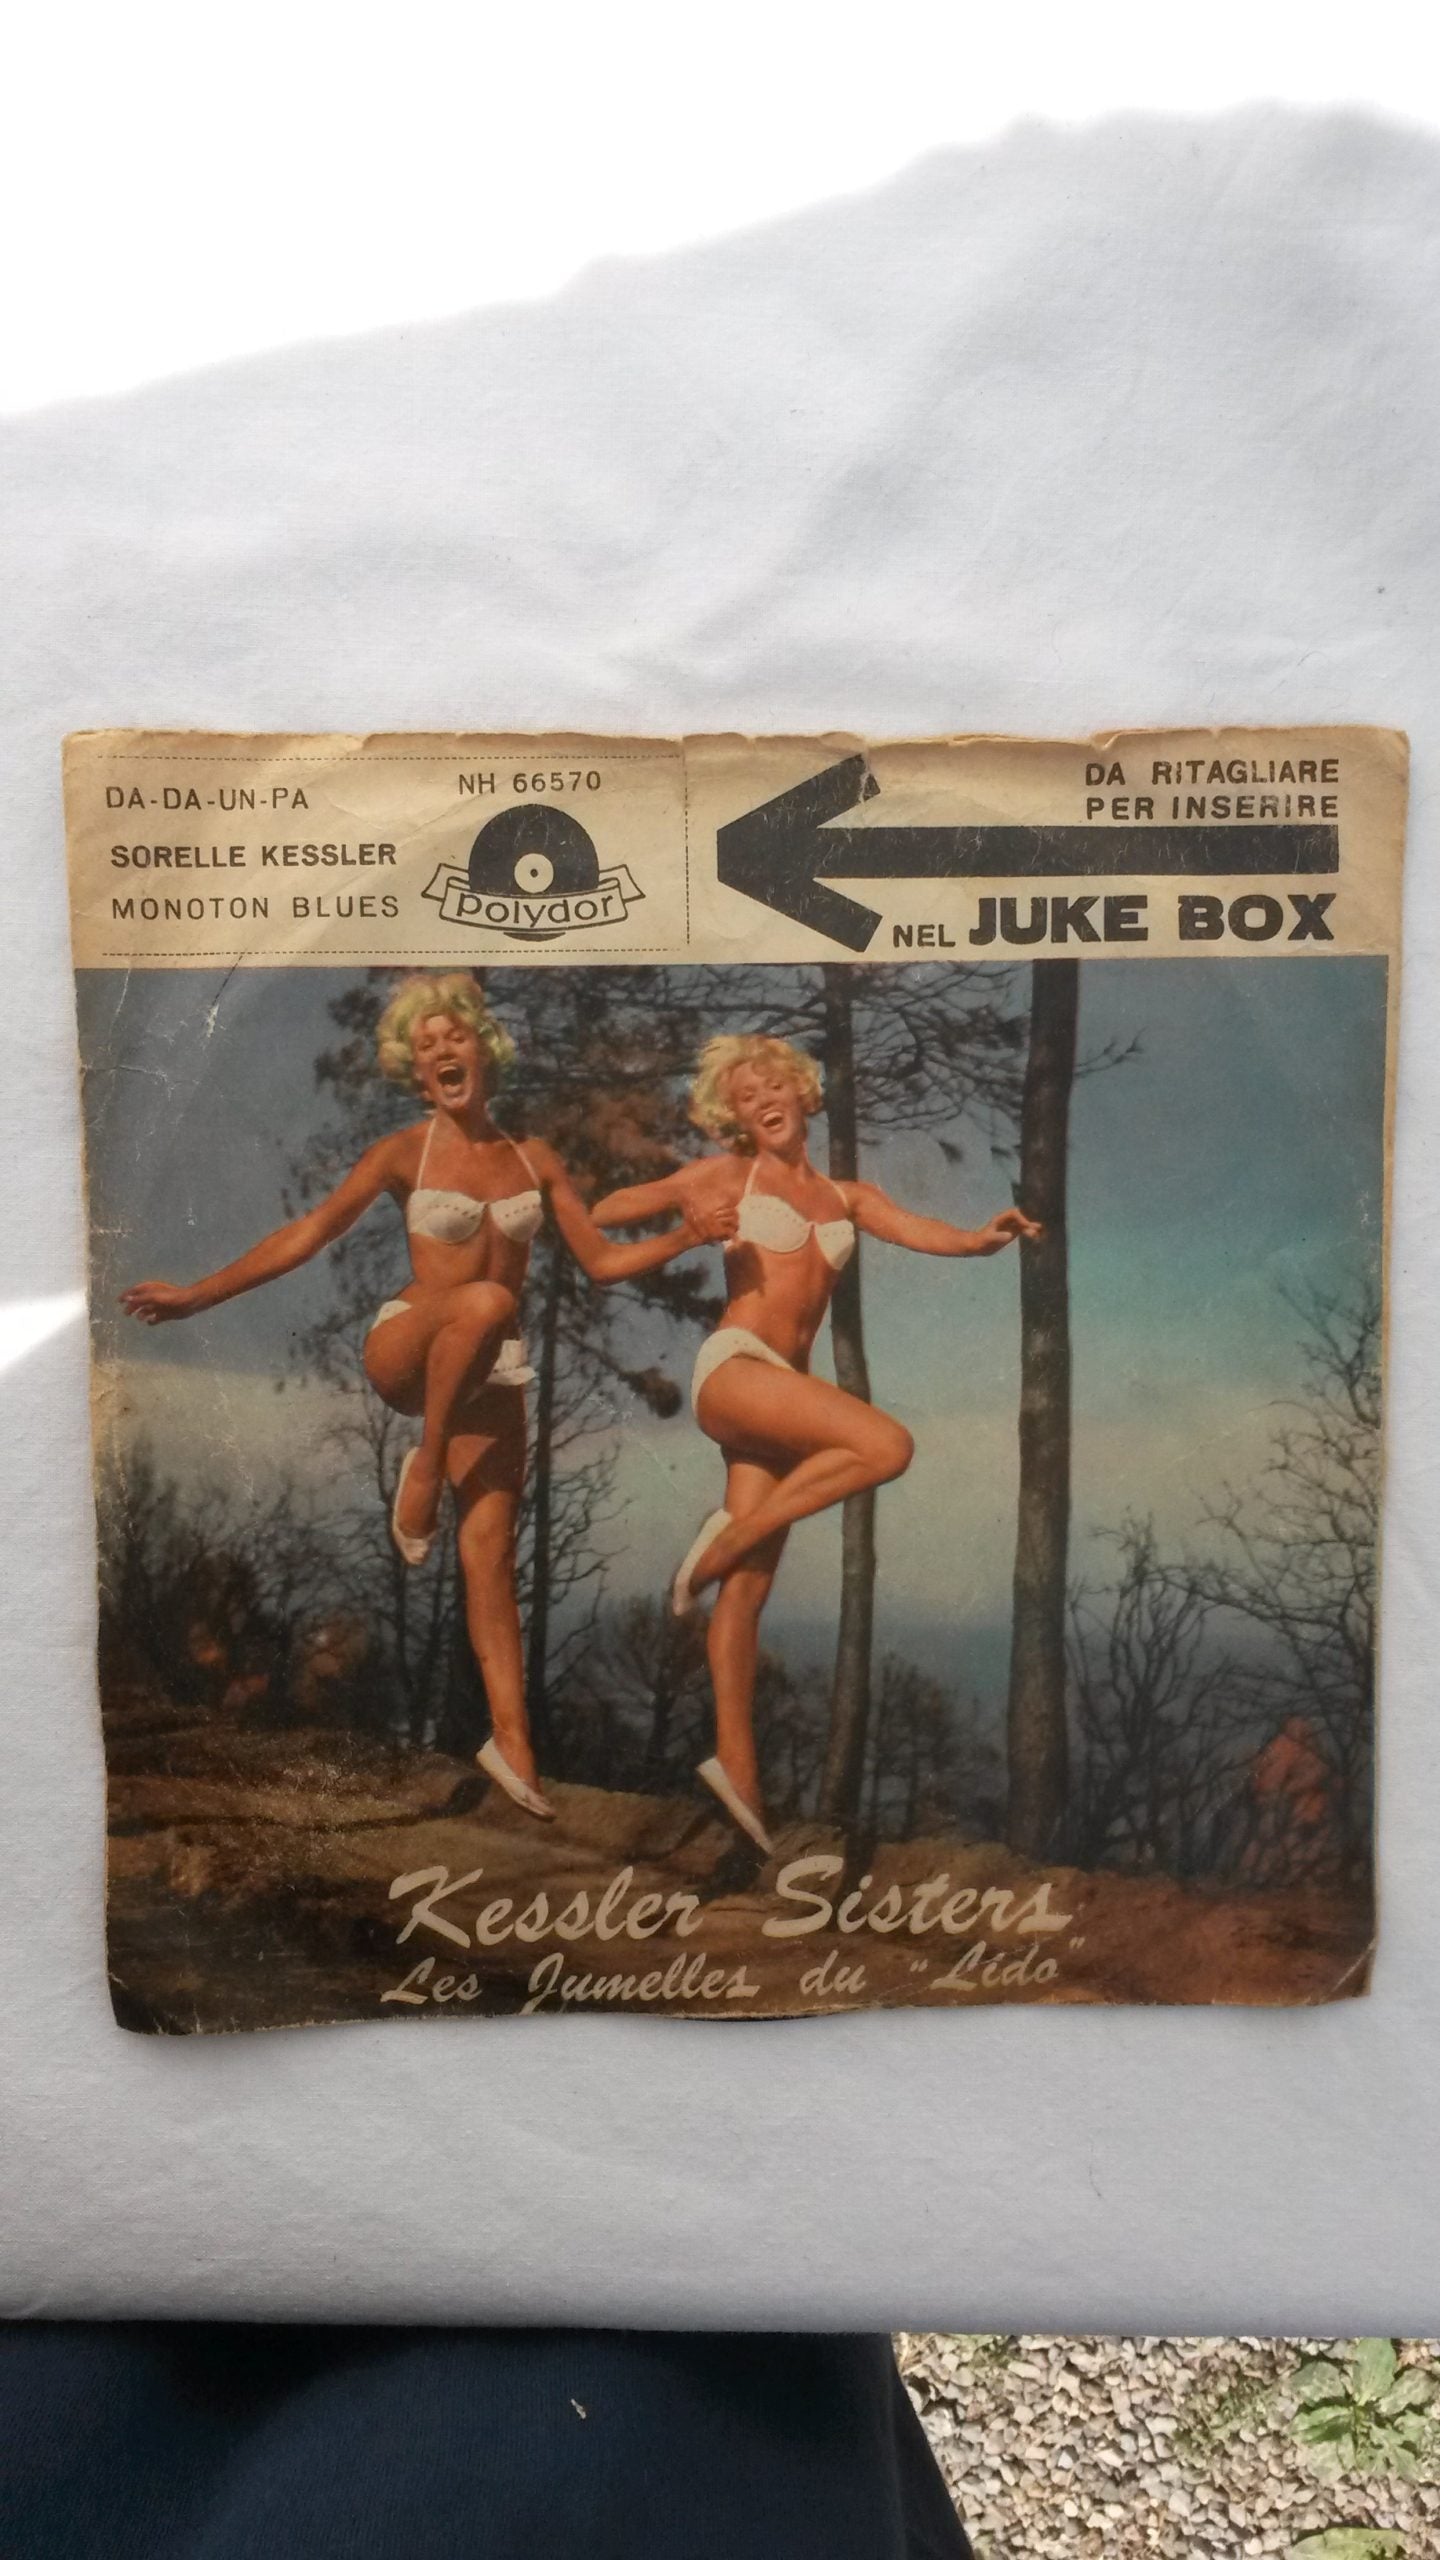 DA-DA-UN-PA
SORELLE KESSLER
MONOTON BLUES
NH 66570
Polydor
DA RITAGLIARE
PER INSERIRE
NEL JUKE BOX
Kessler Sisters
Les Jumelles du "Lido"